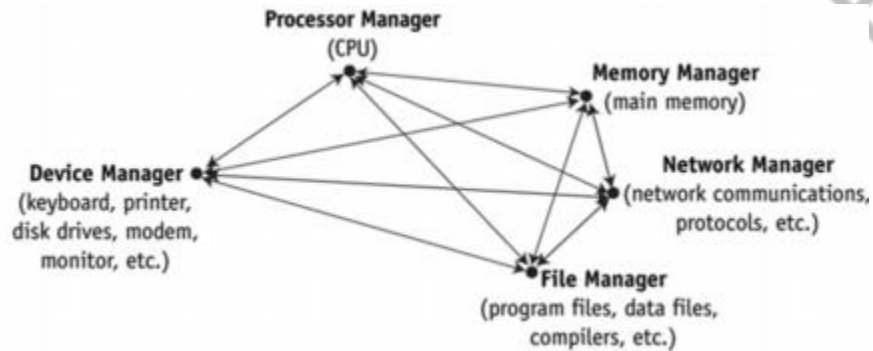 Processor Manager
(CPU)
Memory Manager
(main memory)
Device Manager
(keyboard, printer,
disk drives, modem,
monitor, etc.)
Network Manager
(network communications,
protocols, etc.)
File Manager
(program files, data files,
compilers, etc.)